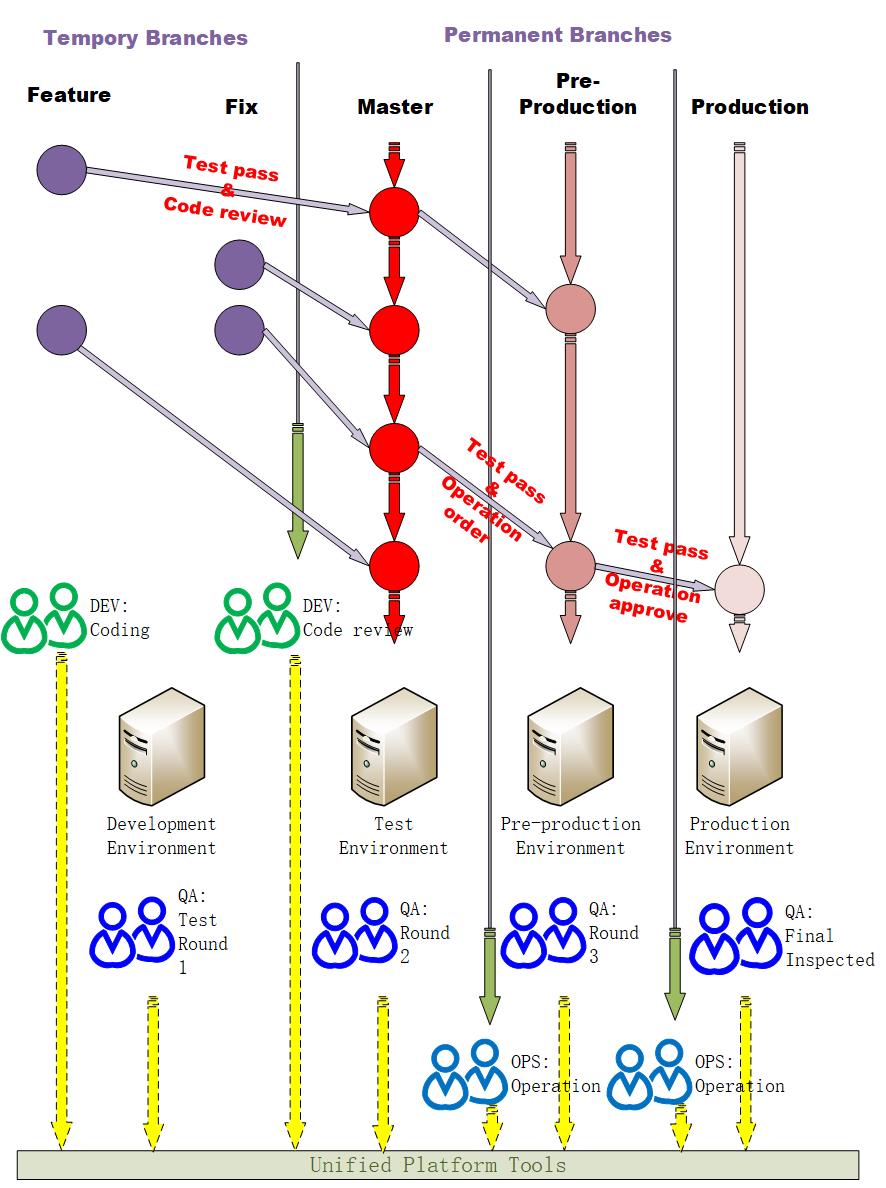 Tempory Branches
Permanent Branches
Feature
Fix
Master
Pre-
Production
Production
Test pass
&
Code review
Test pass
&
Operation
order
Test pass
&
Operation
approve
DEV:
Coding
DEV:
Code review
Development
Environment
Test
Environment
Pre-production
Environment
Production
Environment
QA:
Test
Round
1
QA:
Round
2
QA:
Round
3
QA:
Final
Inspected
OPS:
Operation
OPS:
Operation
Unified Platform Tools